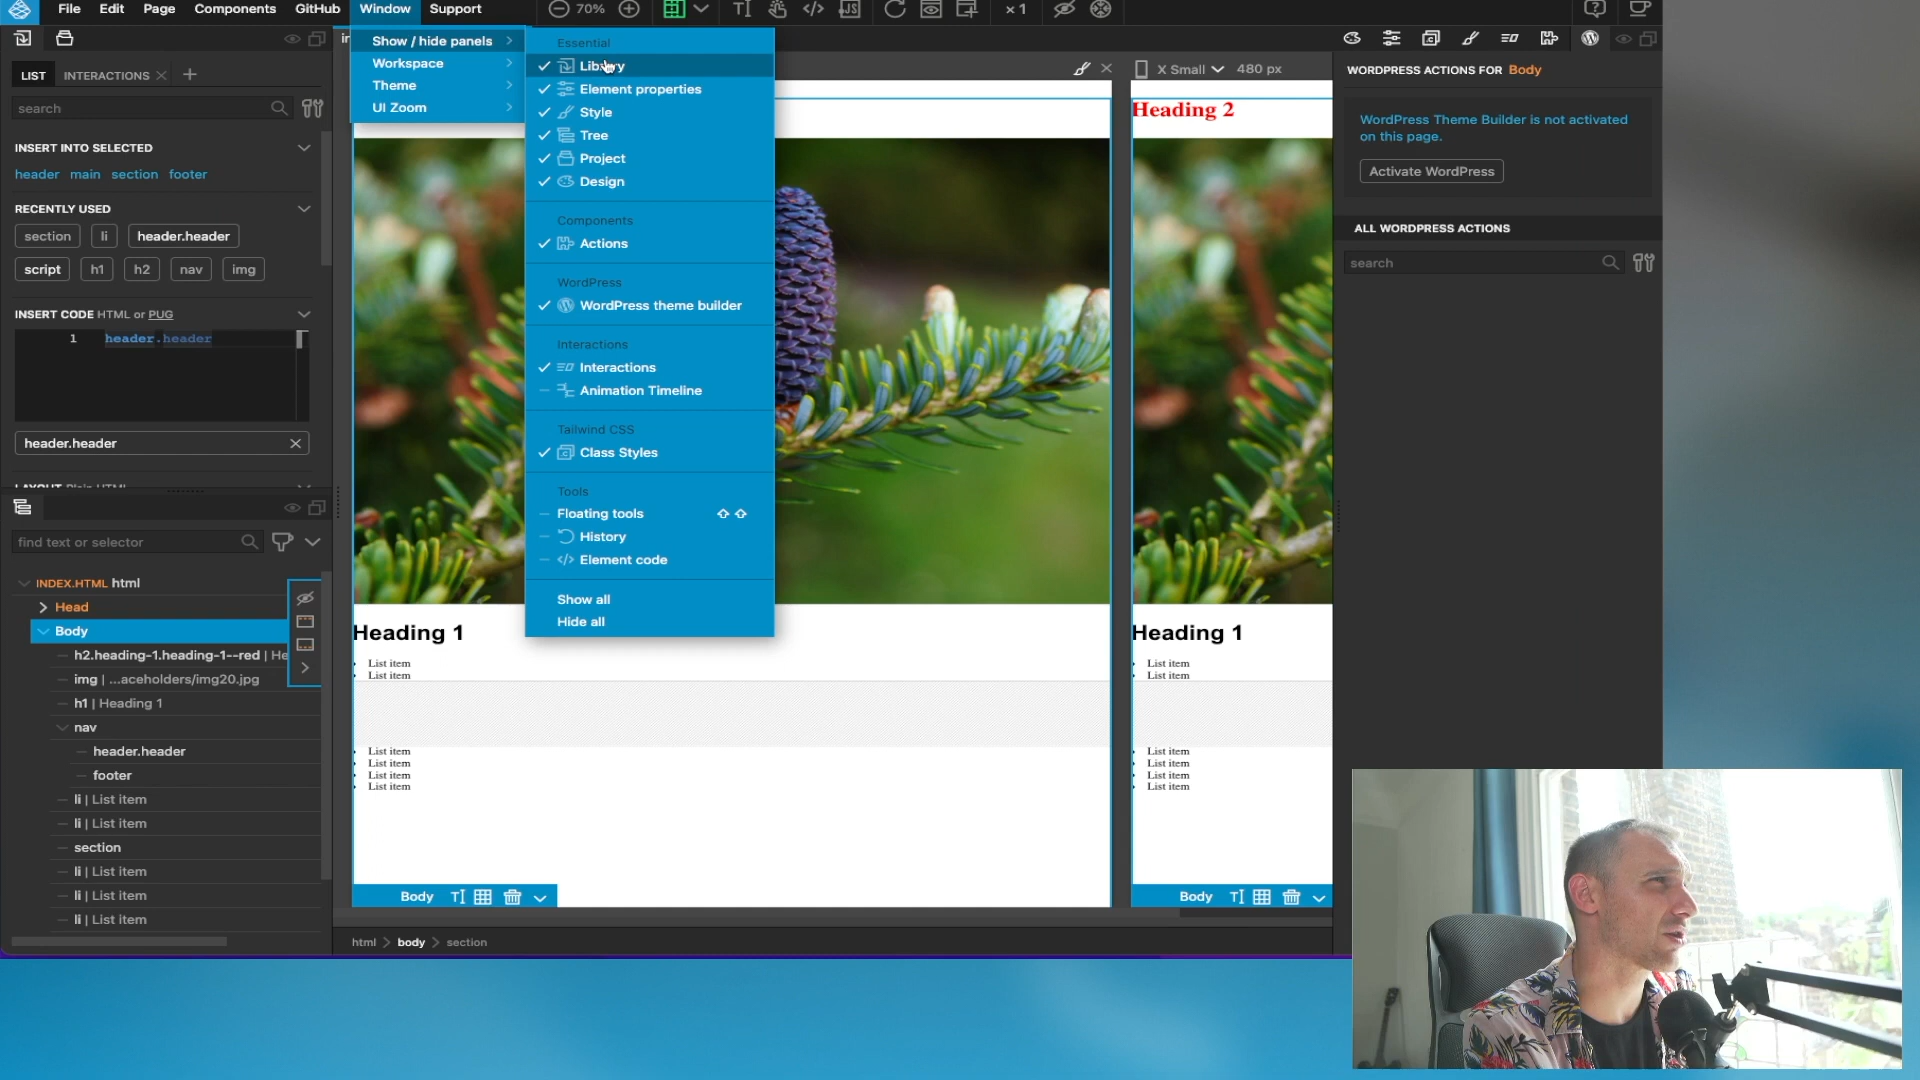 File Edit Page Components GitHub Window Support 70% JS x 1
Show / hide panels
Workspace
Theme
UI Zoom
Essential
Library
Element properties
Style
Tree
Project
Design
Components
Actions
WordPress
WordPress theme builder
Interactions
Interactions
Animation Timeline
Tailwind CSS
Class Styles
Tools
Floating tools
History
Element code
Show all
Hide all
LIST INTERACTIONS
search
INSERT INTO SELECTED
header main section footer
RECENTLY USED
section li header.header
script h1 h2 nav img
INSERT CODE HTML or PUG
1 header.header
header.header
LAYOUT Plain HTML
find text or selector
INDEX.HTML html
Head
Body
h2.heading-1.heading-1--red | He
img | ...aceholders/img20.jpg
h1 | Heading 1
nav
header.header
footer
li | List item
li | List item
section
li | List item
li | List item
li | List item
Heading 1
List item
List item
List item
List item
List item
List item
Body
html > body > section
X Small 480 px
Heading 2
Heading 1
List item
List item
List item
List item
List item
List item
Body
WORDPRESS ACTIONS FOR Body
WordPress Theme Builder is not activated
on this page.
Activate WordPress
ALL WORDPRESS ACTIONS
search